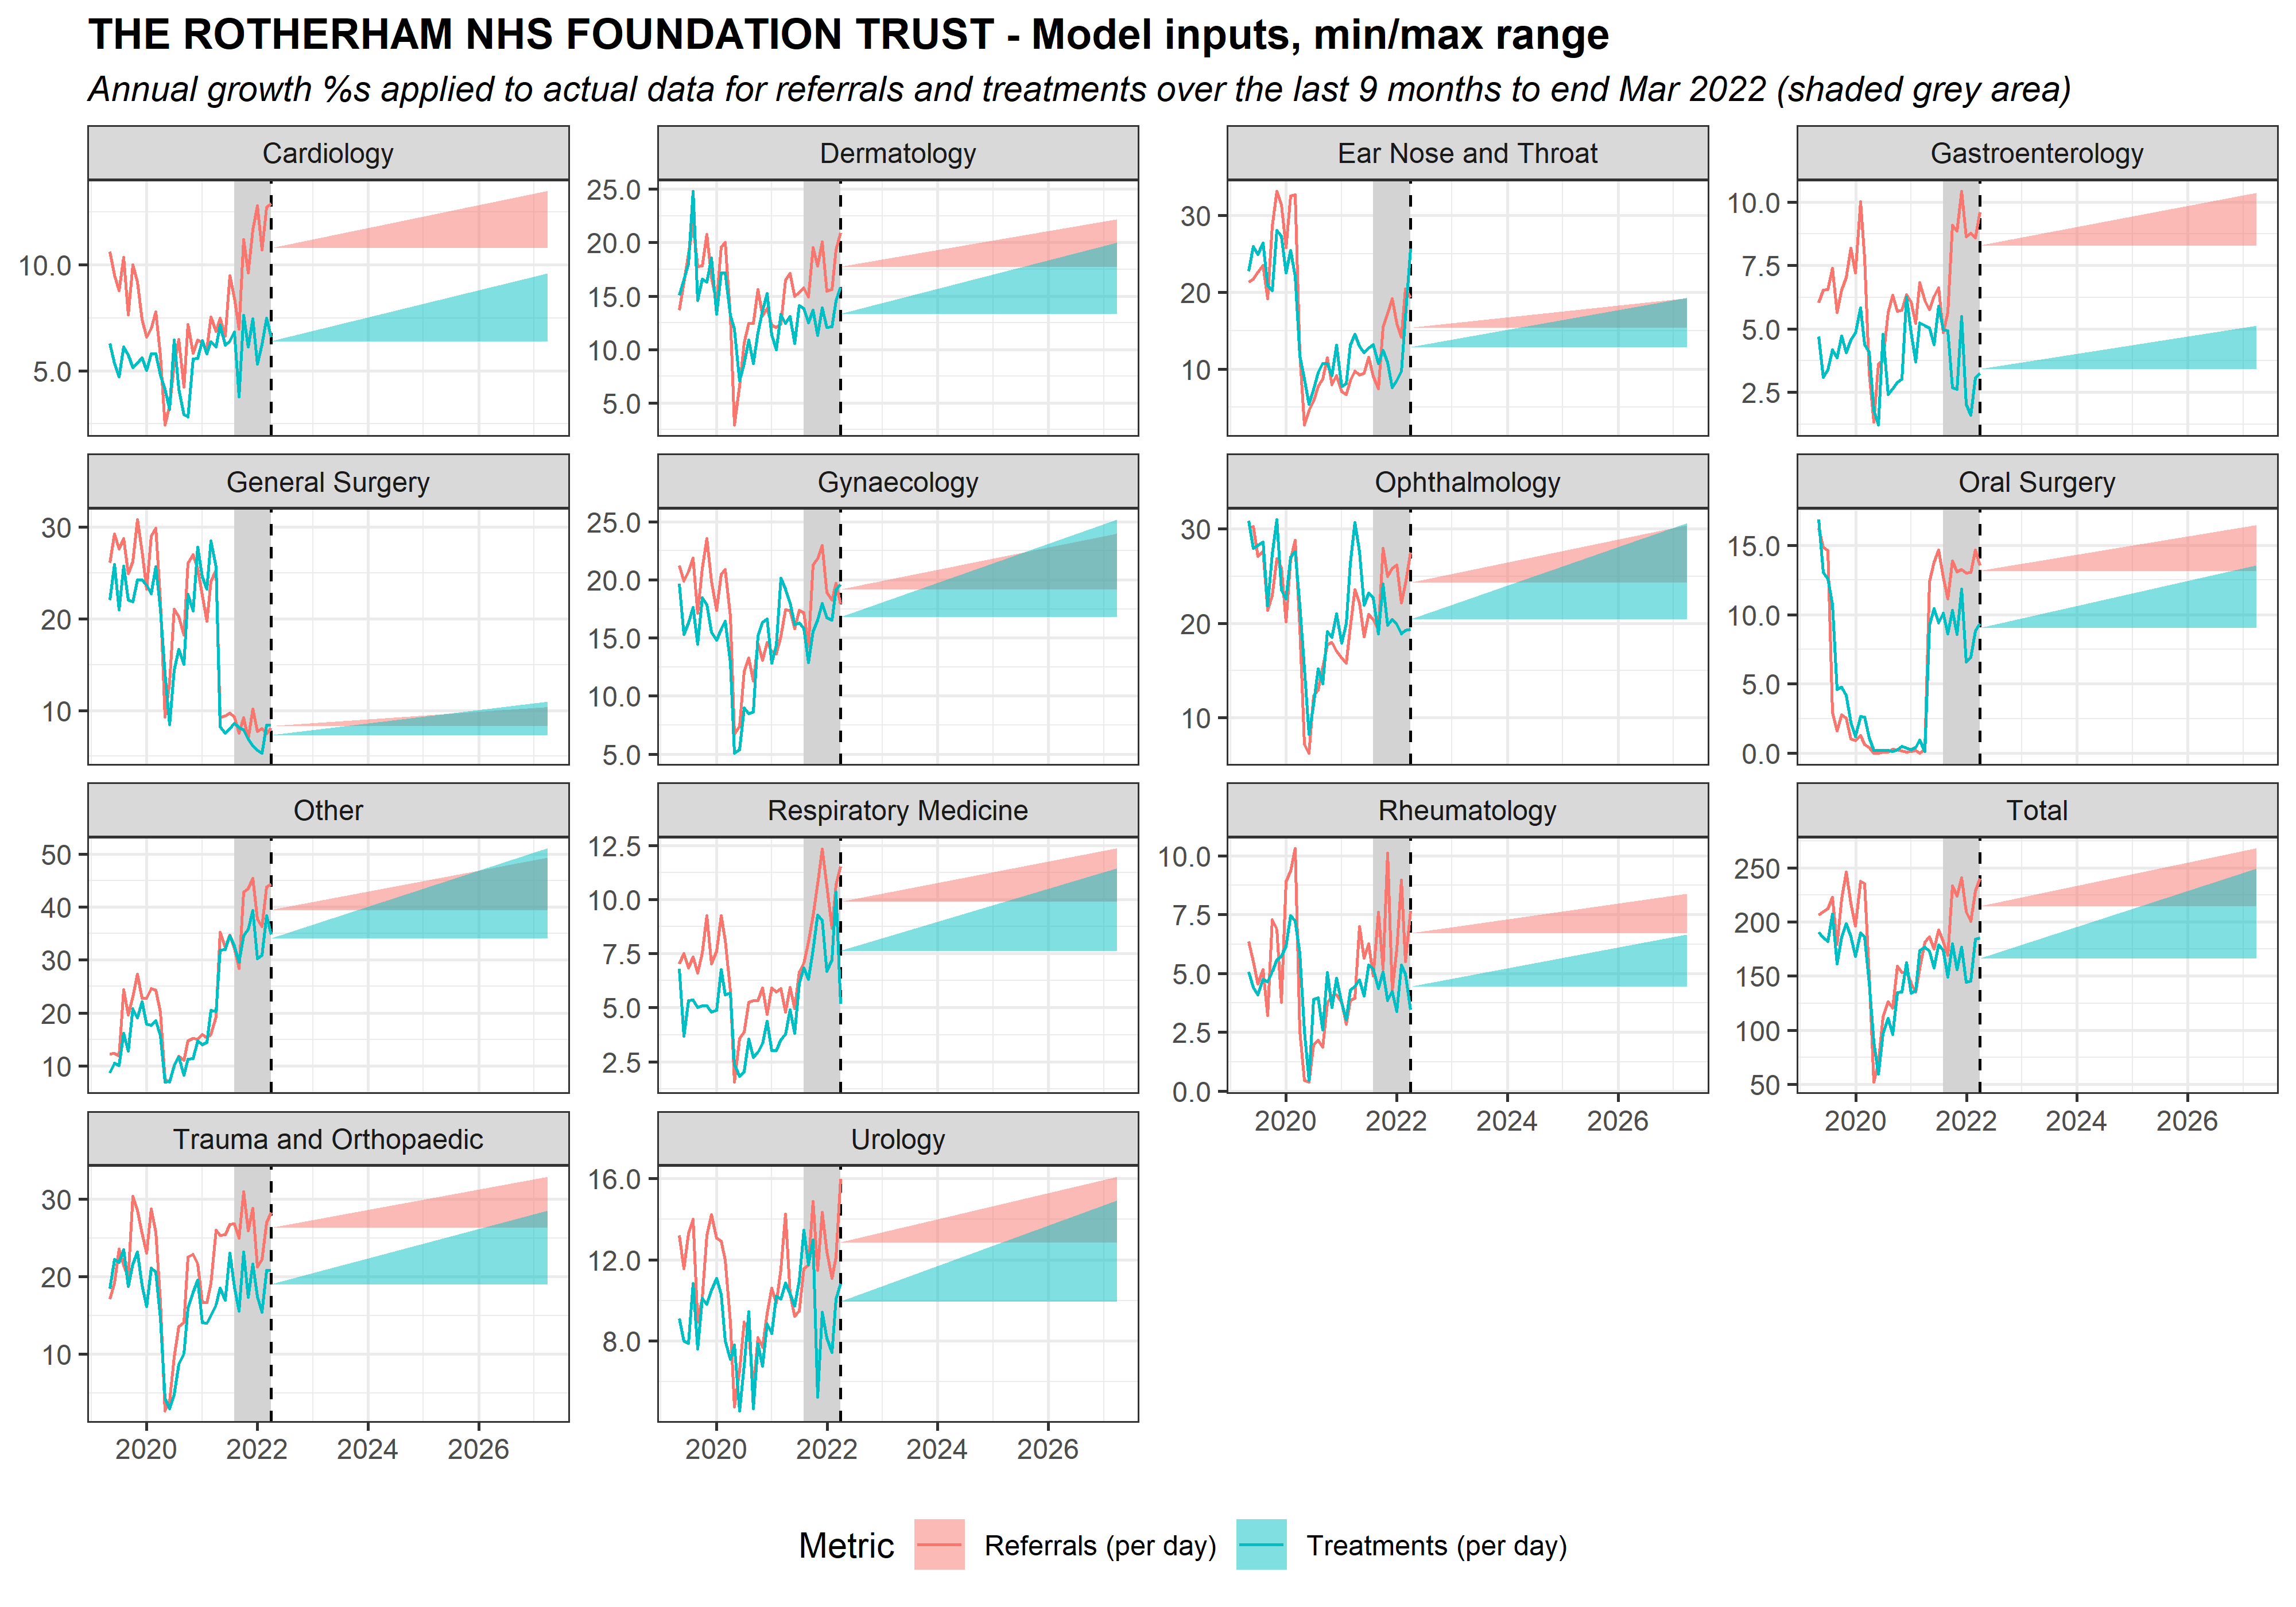 THE ROTHERHAM NHS FOUNDATION TRUST - Model inputs, min/max range
Annual growth %s applied to actual data for referrals and treatments over the last 9 months to end Mar 2022 (shaded grey area)
Cardiology
Dermatology
Ear Nose and Throat
Gastroenterology
10.0
5.0
25.0
20.0
15.0
10.0
5.0
30
20
10
10.0
7.5
5.0
2.5
General Surgery
Gynaecology
Ophthalmology
Oral Surgery
30
20
10
25.0
20.0
15.0
10.0
5.0
30
20
10
15.0
10.0
5.0
0.0
Other
Respiratory Medicine
Rheumatology
Total
50
40
30
20
10
12.5
10.0
7.5
5.0
2.5
10.0
7.5
5.0
2.5
0.0
250
200
150
100
50
2020 2022 2024 2026
2020 2022 2024 2026
Trauma and Orthopaedic
Urology
30
20
10
16.0
12.0
8.0
2020 2022 2024 2026
2020 2022 2024 2026
Metric Referrals (per day) Treatments (per day)